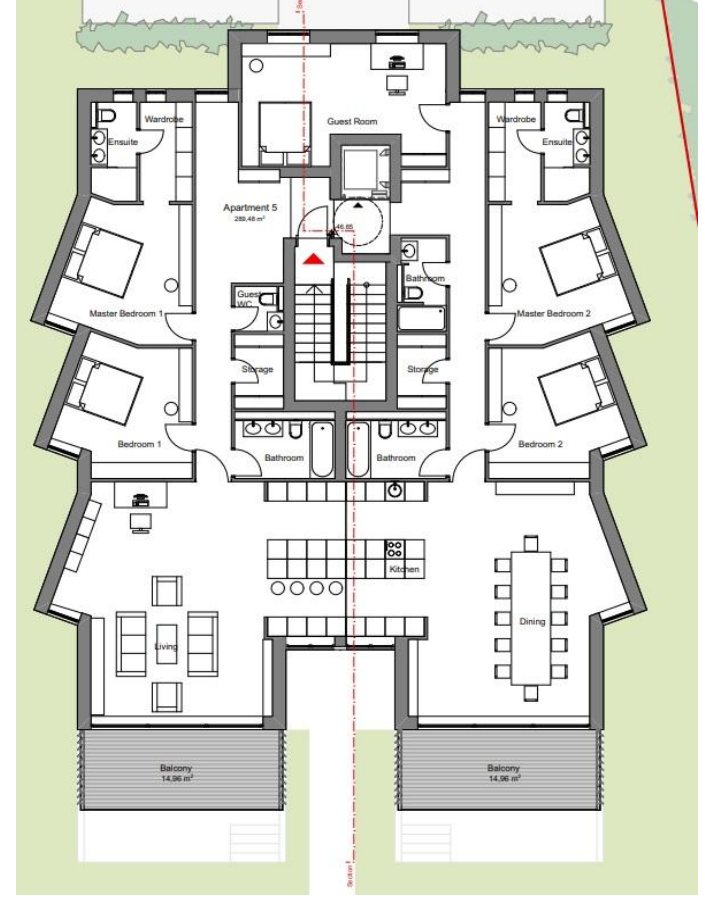 Guest Room
Wardrobe
Ensuite
Wardrobe
Ensuite
Apartment 5
289,48 m²
-46.65
Bathroom
Guest
WC
Master Bedroom 1
Master Bedroom 2
Storage
Storage
Bedroom 1
Bedroom 2
Bathroom
Bathroom
Kitchen
Living
Dining
Balcony
14,96 m²
Balcony
14,96 m²
Section